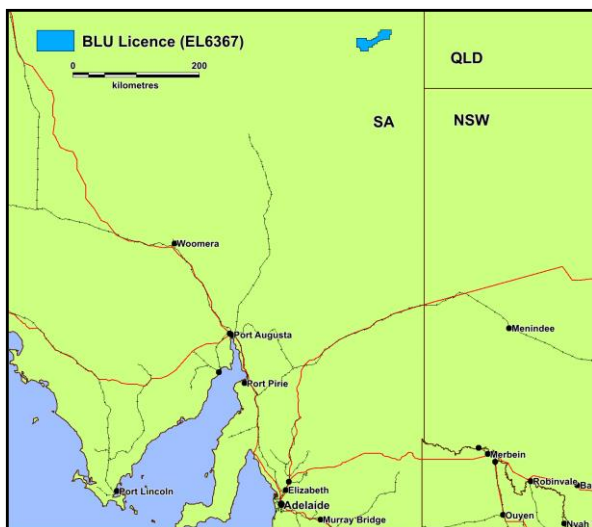 BLU Licence (EL6367)
0 200
kilometres
QLD
SA NSW
Woomera
Port Augusta
Menindee
Port Pirie
Merbein
Robinvale
Ba
Elizabeth
Port Lincoln
Adelaide
Ouyen
Murray Bridge
Nyah